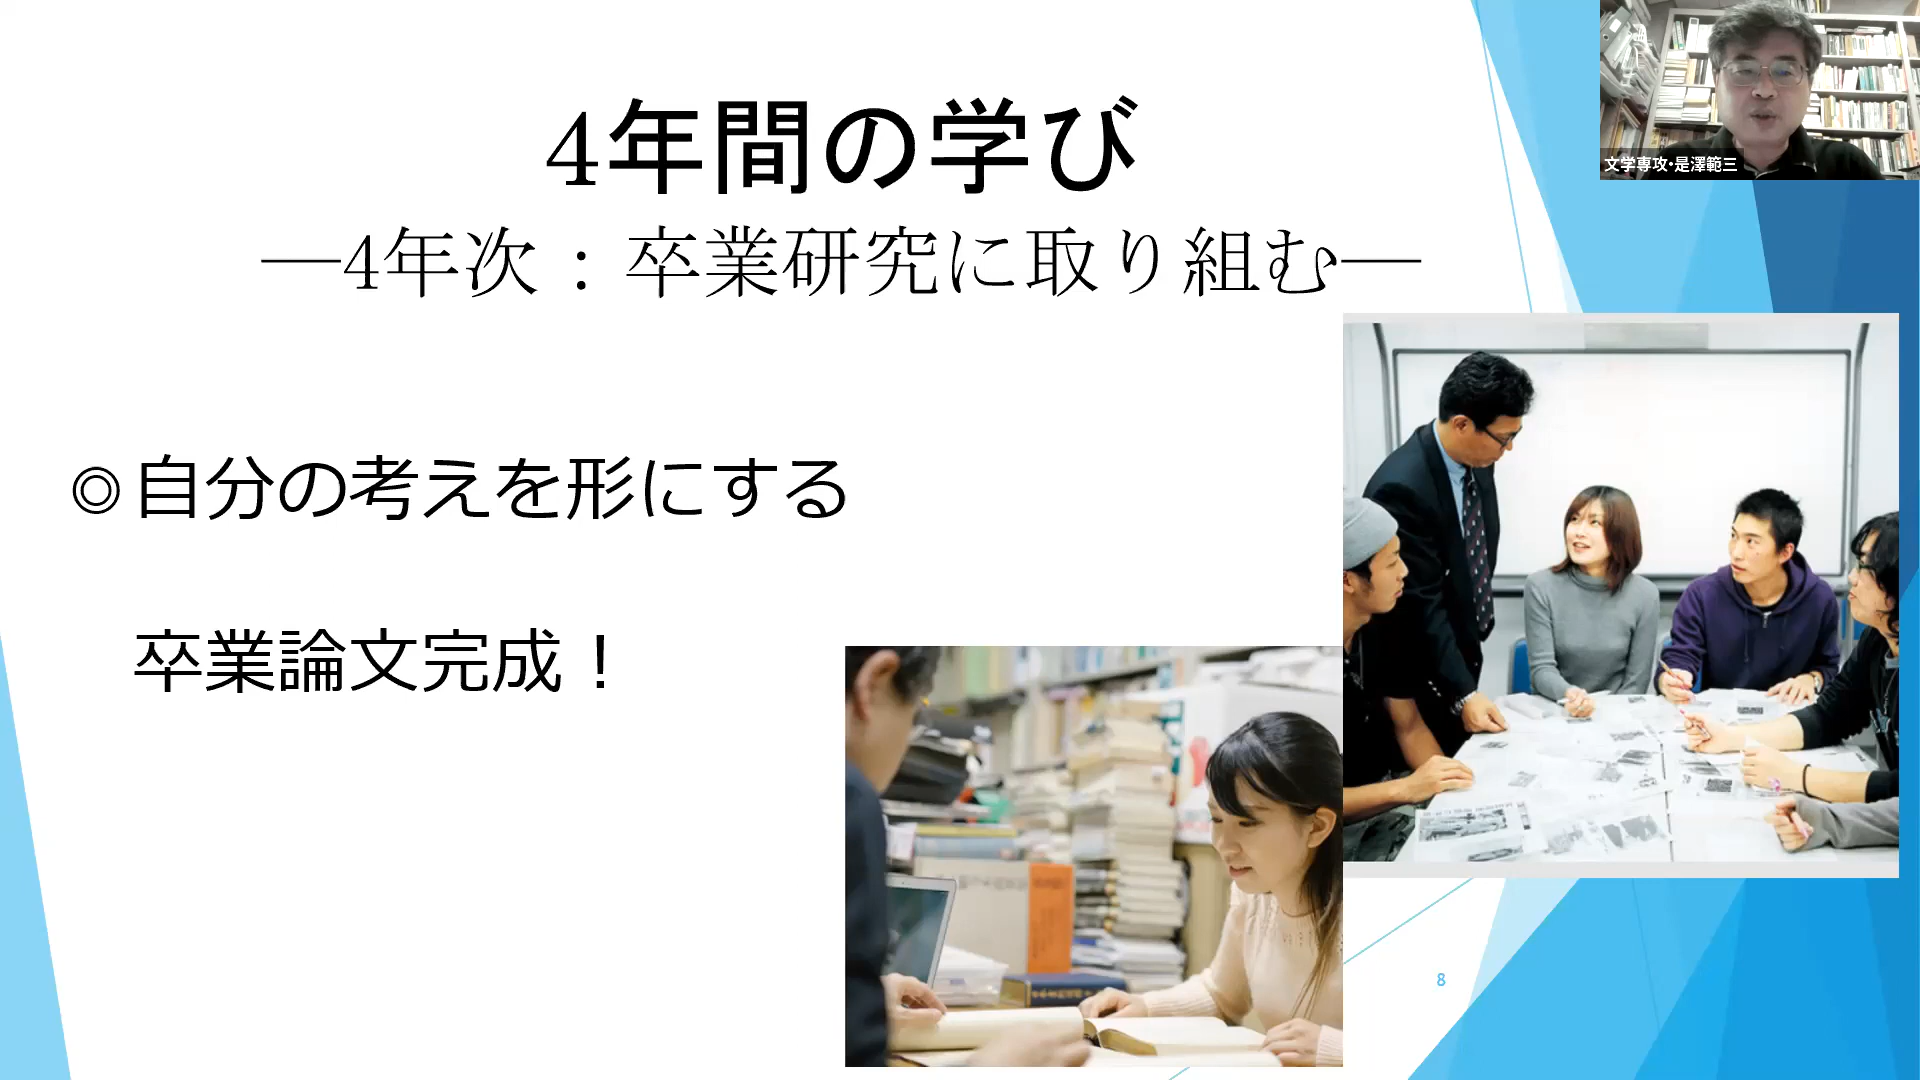 4年間の学び
―4年次：卒業研究に取り組む―
文学専攻・是澤範三
◎自分の考えを形にする
卒業論文完成！
8